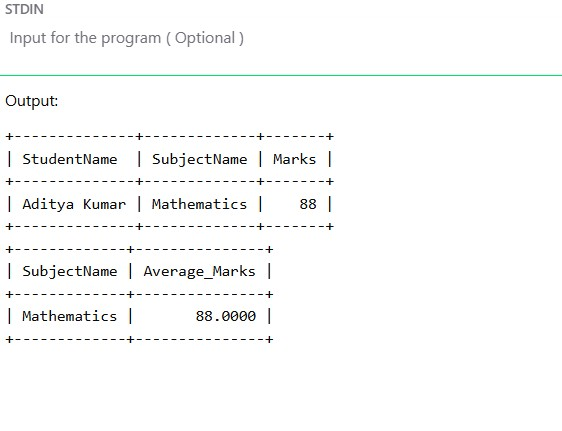 STDIN
Input for the program ( Optional )
Output:
+--------------+-------------+-------+
| StudentName  | SubjectName | Marks |
+--------------+-------------+-------+
| Aditya Kumar | Mathematics |    88 |
+--------------+-------------+-------+
+-------------+---------------+
| SubjectName | Average_Marks |
+-------------+---------------+
| Mathematics |       88.0000 |
+-------------+---------------+